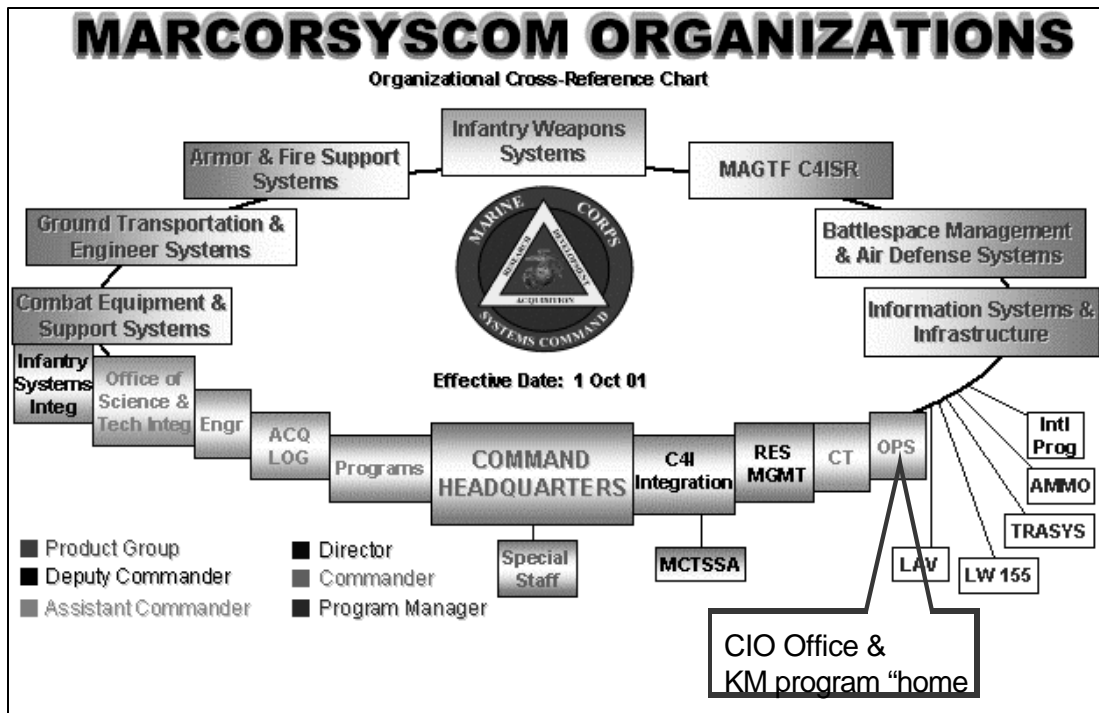 MARCORSYSCOM ORGANIZATIONS
Organizational Cross-Reference Chart
Infantry Weapons
Systems
Armor & Fire Support
Systems
MAGTF C4ISR
Ground Transportation &
Engineer Systems
Battlespace Management
& Air Defense Systems
Combat Equipment &
Support Systems
Information Systems &
Infrastructure
MARINE CORPS
SYSTEMS COMMAND
RESEARCH
DEVELOPMENT
ACQUISITION
Effective Date: 1 Oct 01
Infantry
Systems
Integ
Office of
Science &
Tech Integ
Engr
ACQ
LOG
Programs
COMMAND
HEADQUARTERS
C4I
Integration
RES
MGMT
CT
OPS
Intl
Prog
AMMO
TRASYS
LW 155
LAV
Special
Staff
MCTSSA
Product Group
Deputy Commander
Assistant Commander
Director
Commander
Program Manager
CIO Office &
KM program “home